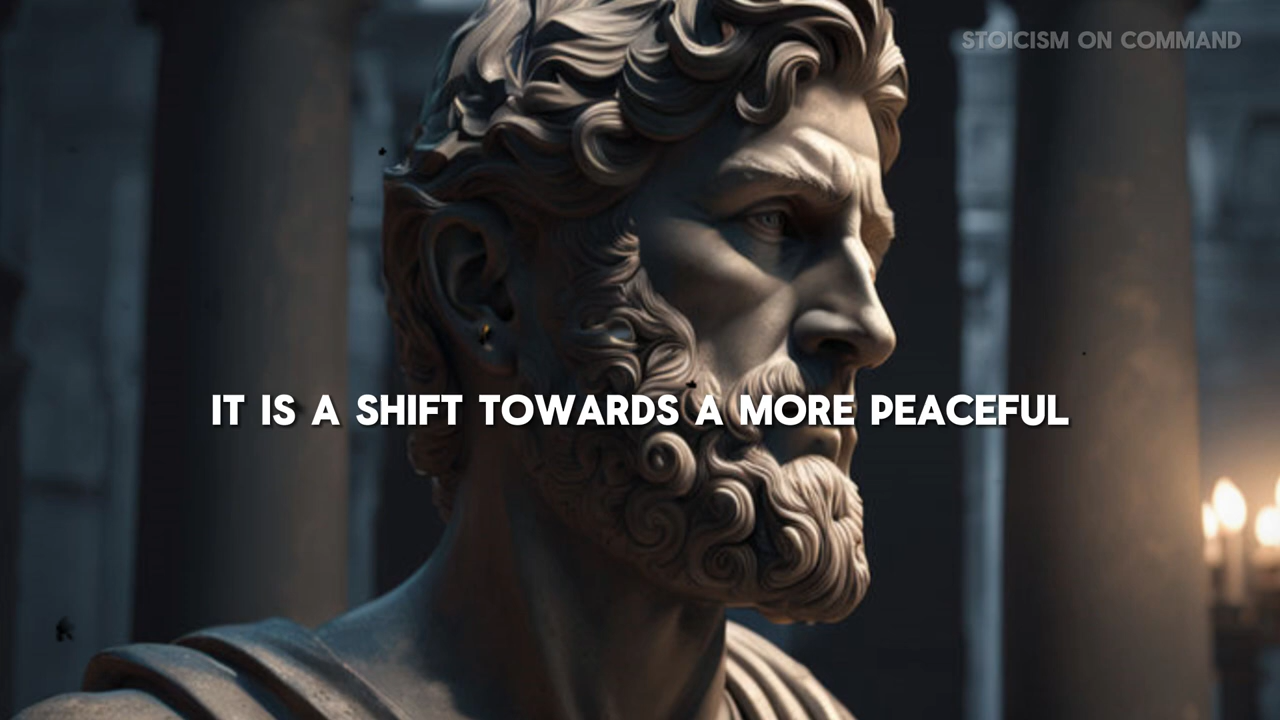 STOICISM ON COMMAND
IT IS A SHIFT TOWARDS A MORE PEACEFUL